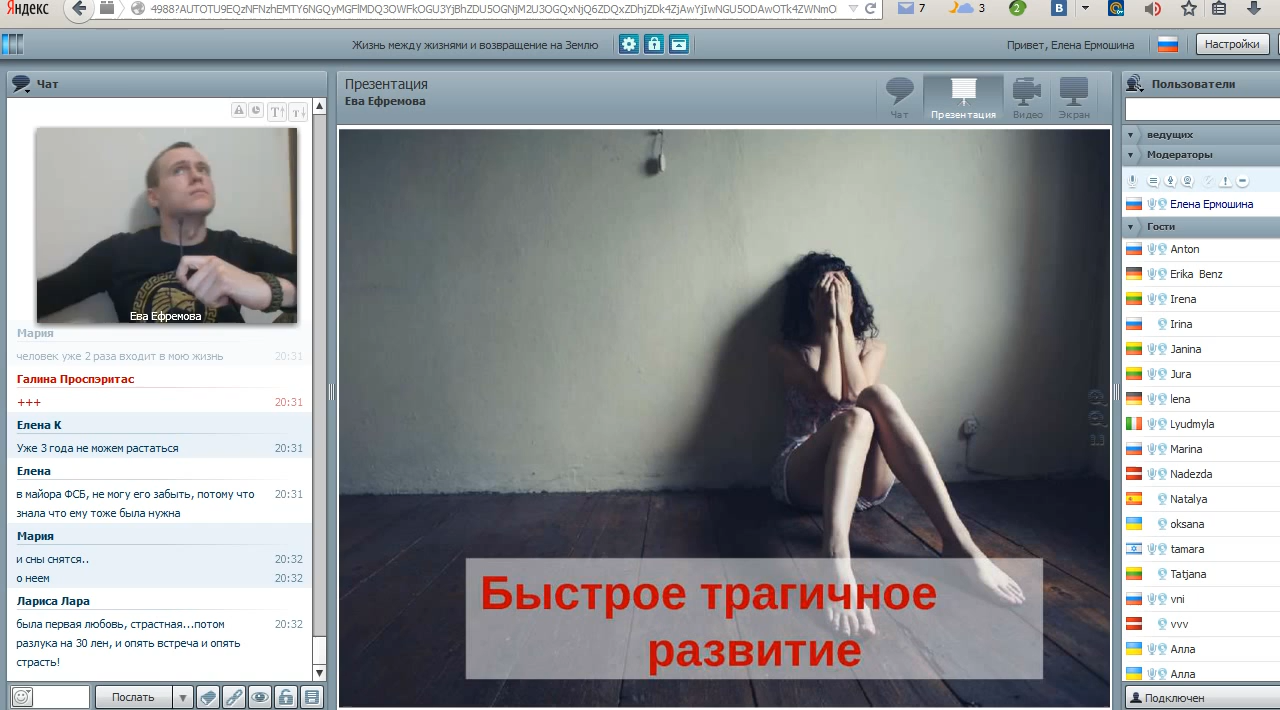 Яндекс
4988?AUTOTU9EQzNFNzhEMTY6NGQyMGFlMDQ3OWFkOGU3YjBhZDU5OGVjM2U3OGQxNjQ6ZDQxZDhjZDk4ZjAwYjIwNGU5ODAwOTk4ZWNmO
7
3
2
Жизнь между жизнями и возвращение на Землю
Привет, Елена Ермошина
Настройки
Чат
Ева Ефремова
Мария
человек уже 2 раза входит в мою жизнь 20:31
Галина Проспэритас
+++ 20:31
Елена К
Уже 3 года не можем растаться 20:31
Елена
в майора ФСБ, не могу его забыть, потому что 20:31
знала что ему тоже была нужна
Мария
и сны снятся.. 20:32
о неем 20:32
Лариса Лара
была первая любовь, страстная...потом 20:32
разлука на 30 лен, и опять встреча и опять
страсть!
Послать
Презентация
Ева Ефремова
Чат
Презентация
Видео
Экран
Быстрое трагичное
развитие
Пользователи
ведущих
Модераторы
Елена Ермошина
Гости
Anton
Erika Benz
Irena
Irina
Janina
Jura
lena
Lyudmyla
Marina
Nadezda
Natalya
oksana
tamara
Tatjana
vni
vvv
Алла
Алла
Подключен